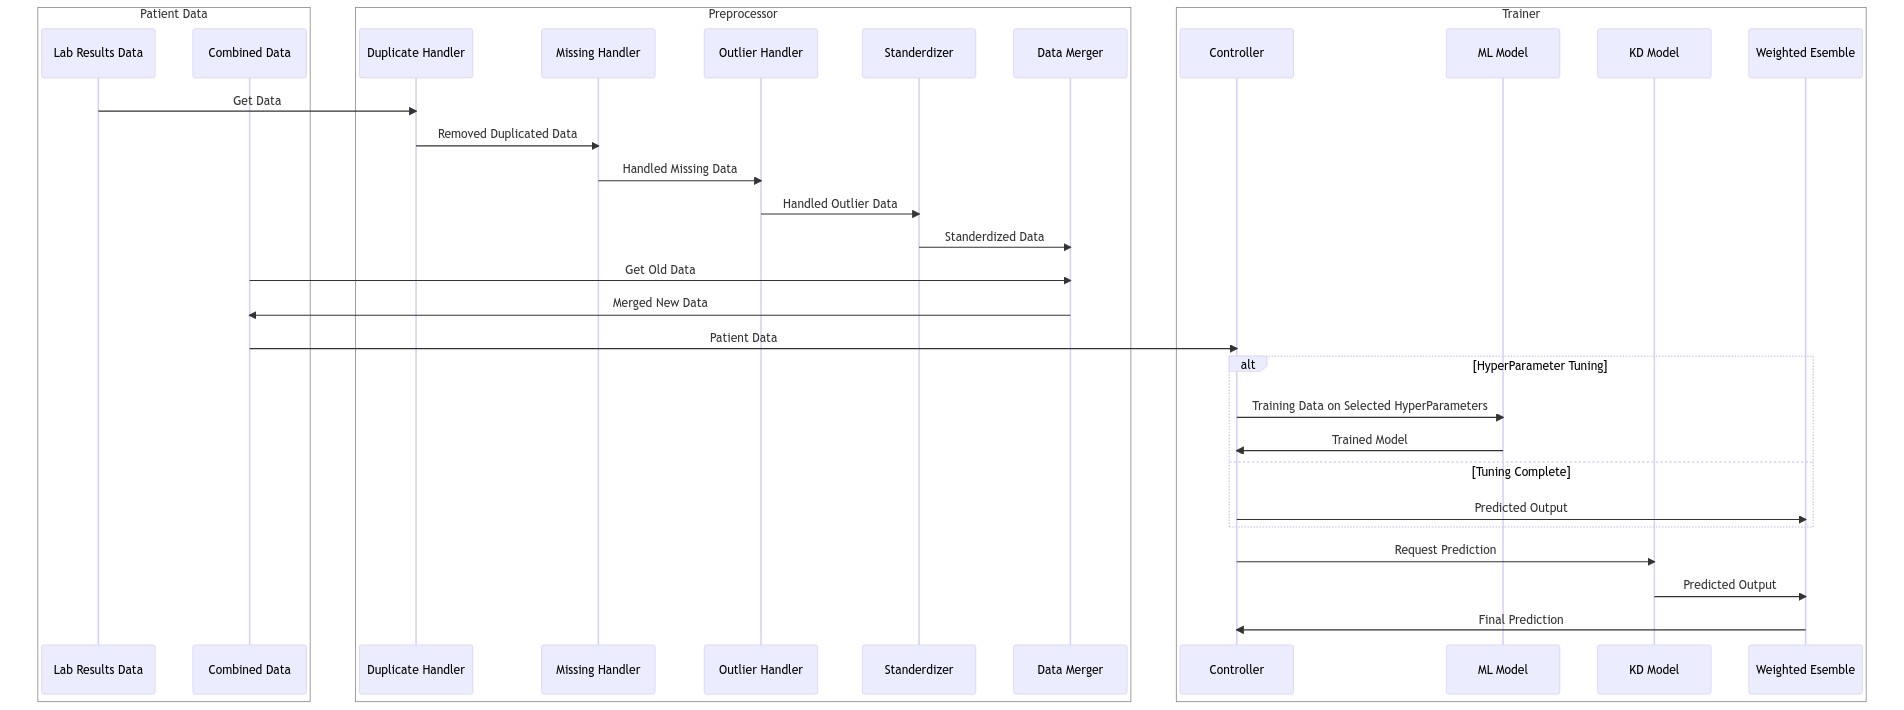 Patient Data
Preprocessor
Trainer
Lab Results Data
Combined Data
Duplicate Handler
Missing Handler
Outlier Handler
Standerdizer
Data Merger
Controller
ML Model
KD Model
Weighted Esemble
Get Data
Removed Duplicated Data
Handled Missing Data
Handled Outlier Data
Standerdized Data
Get Old Data
Merged New Data
Patient Data
alt
[HyperParameter Tuning]
Training Data on Selected HyperParameters
Trained Model
[Tuning Complete]
Predicted Output
Request Prediction
Predicted Output
Final Prediction
Lab Results Data
Combined Data
Duplicate Handler
Missing Handler
Outlier Handler
Standerdizer
Data Merger
Controller
ML Model
KD Model
Weighted Esemble